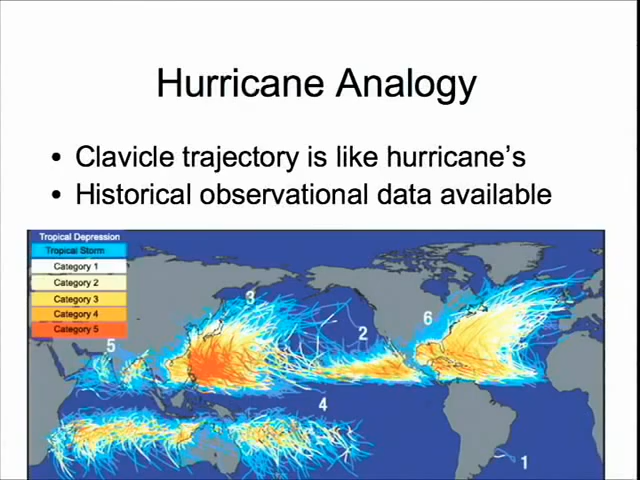 Hurricane Analogy
• Clavicle trajectory is like hurricane's
• Historical observational data available
Tropical Depression
Tropical Storm
Category 1
Category 2
Category 3
Category 4
Category 5
3
2
6
5
4
1